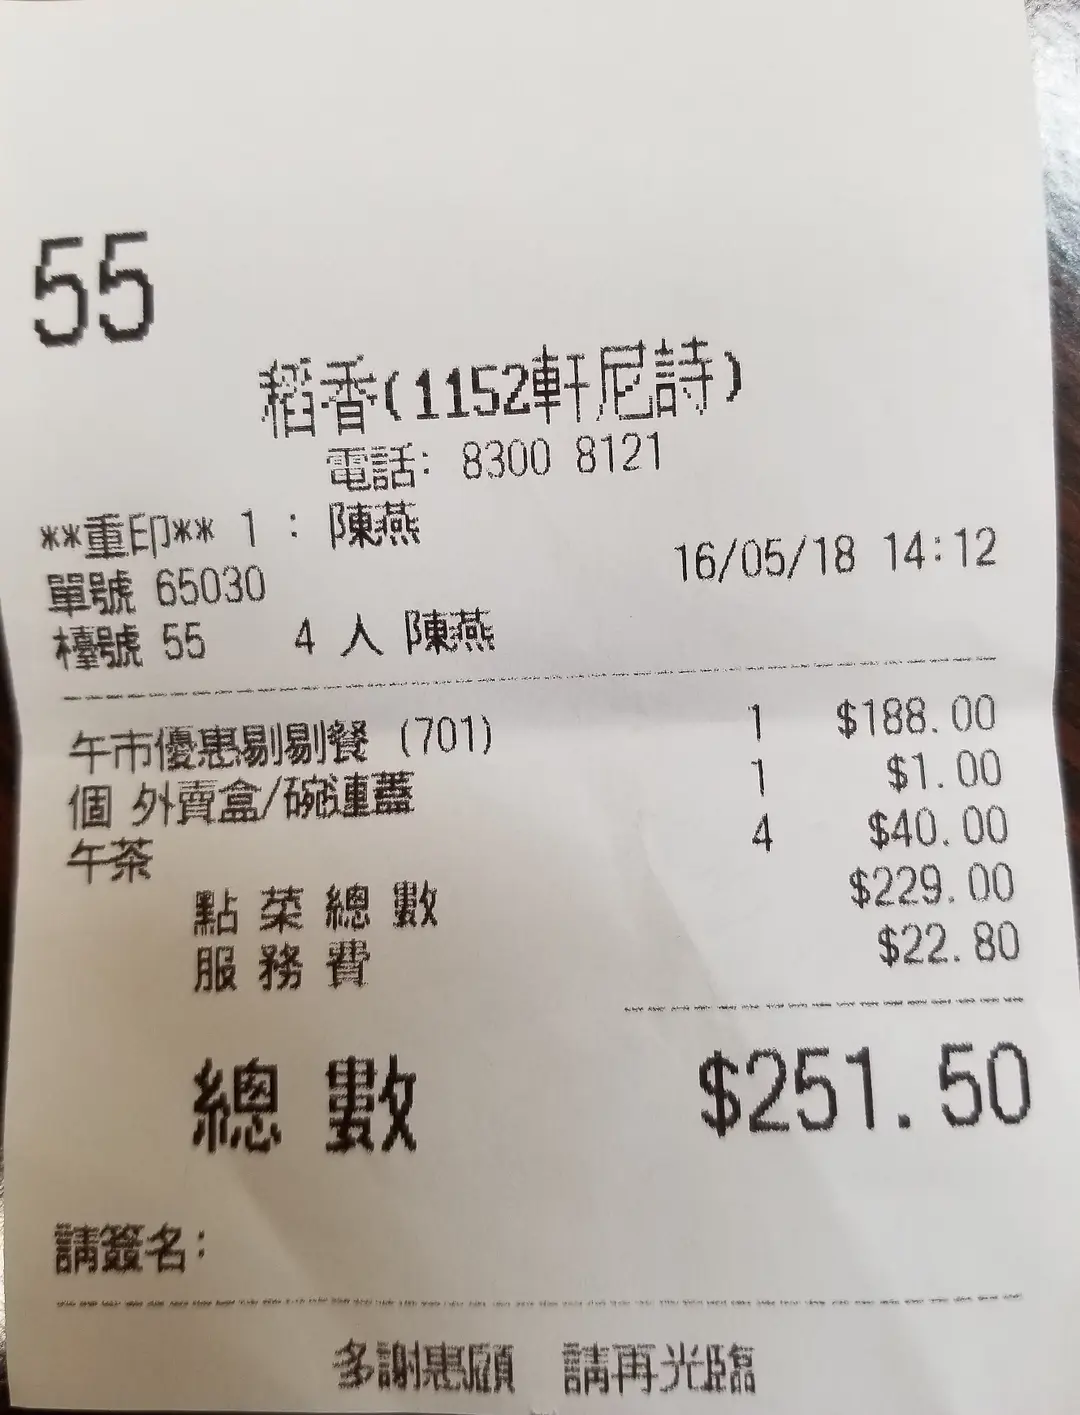 55
稻香(1152軒尼詩)
電話: 8300 8121
**重印** 1 : 陳燕
單號 65030 16/05/18 14:12
檯號 55 4 人 陳燕
午市優惠剔剔餐 (701) 1 $188.00
個 外賣盒/碗連蓋 1 $1.00
午茶 4 $40.00
點 菜 總 數 $229.00
服 務 費 $22.80
總 數 $251.50
請簽名:
多謝惠顧 請再光臨